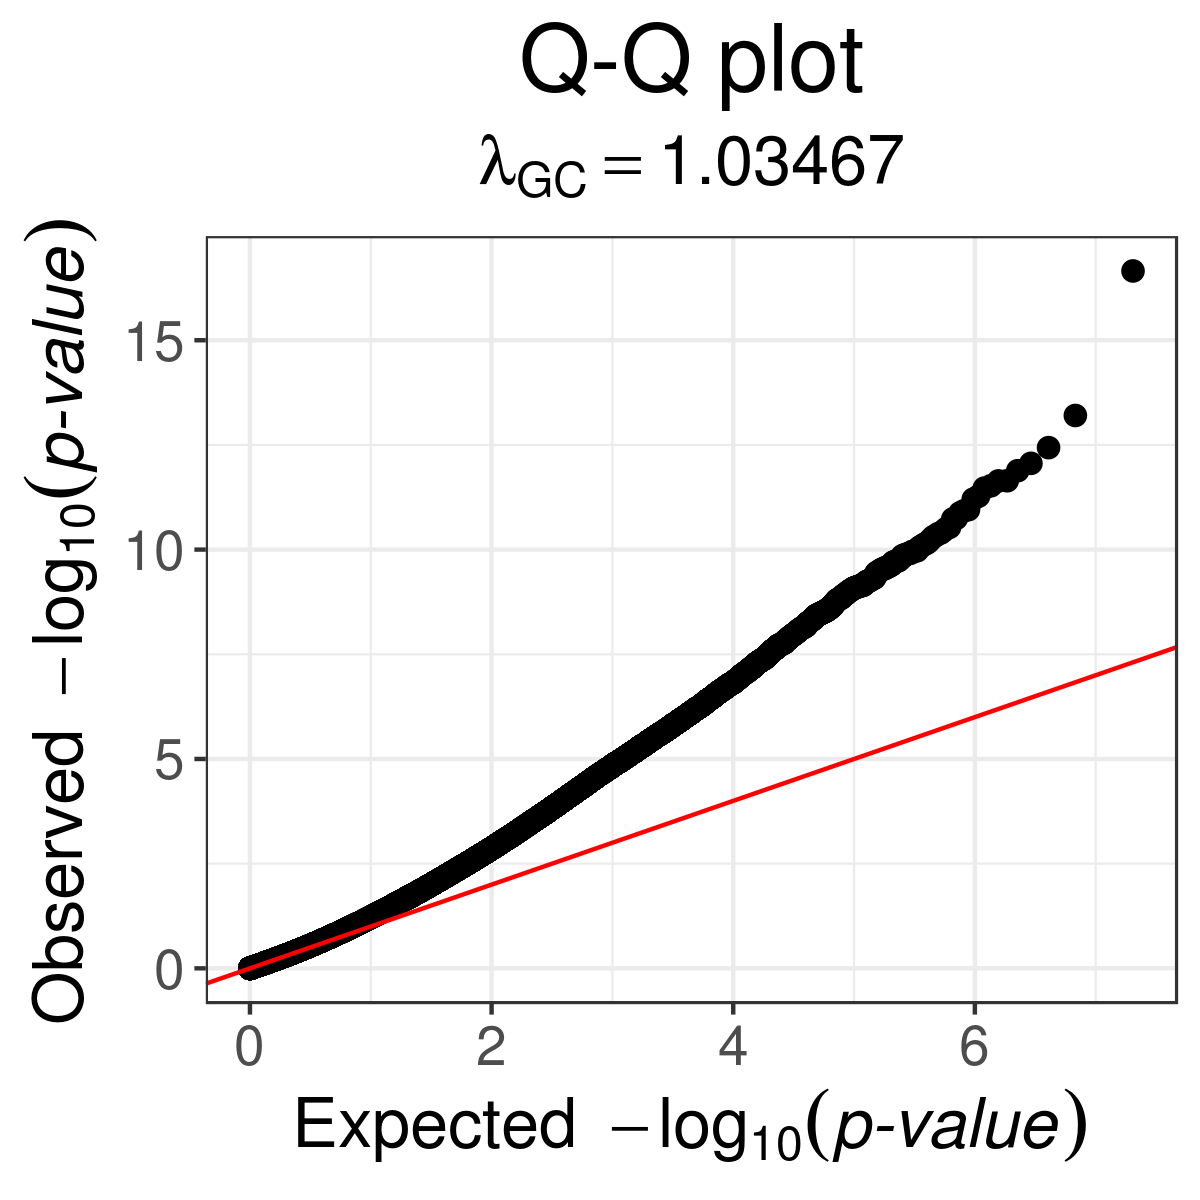 Q-Q plot
λGC = 1.03467
Observed −log10(p-value)
15
10
5
0
0 2 4 6
Expected −log10(p-value)